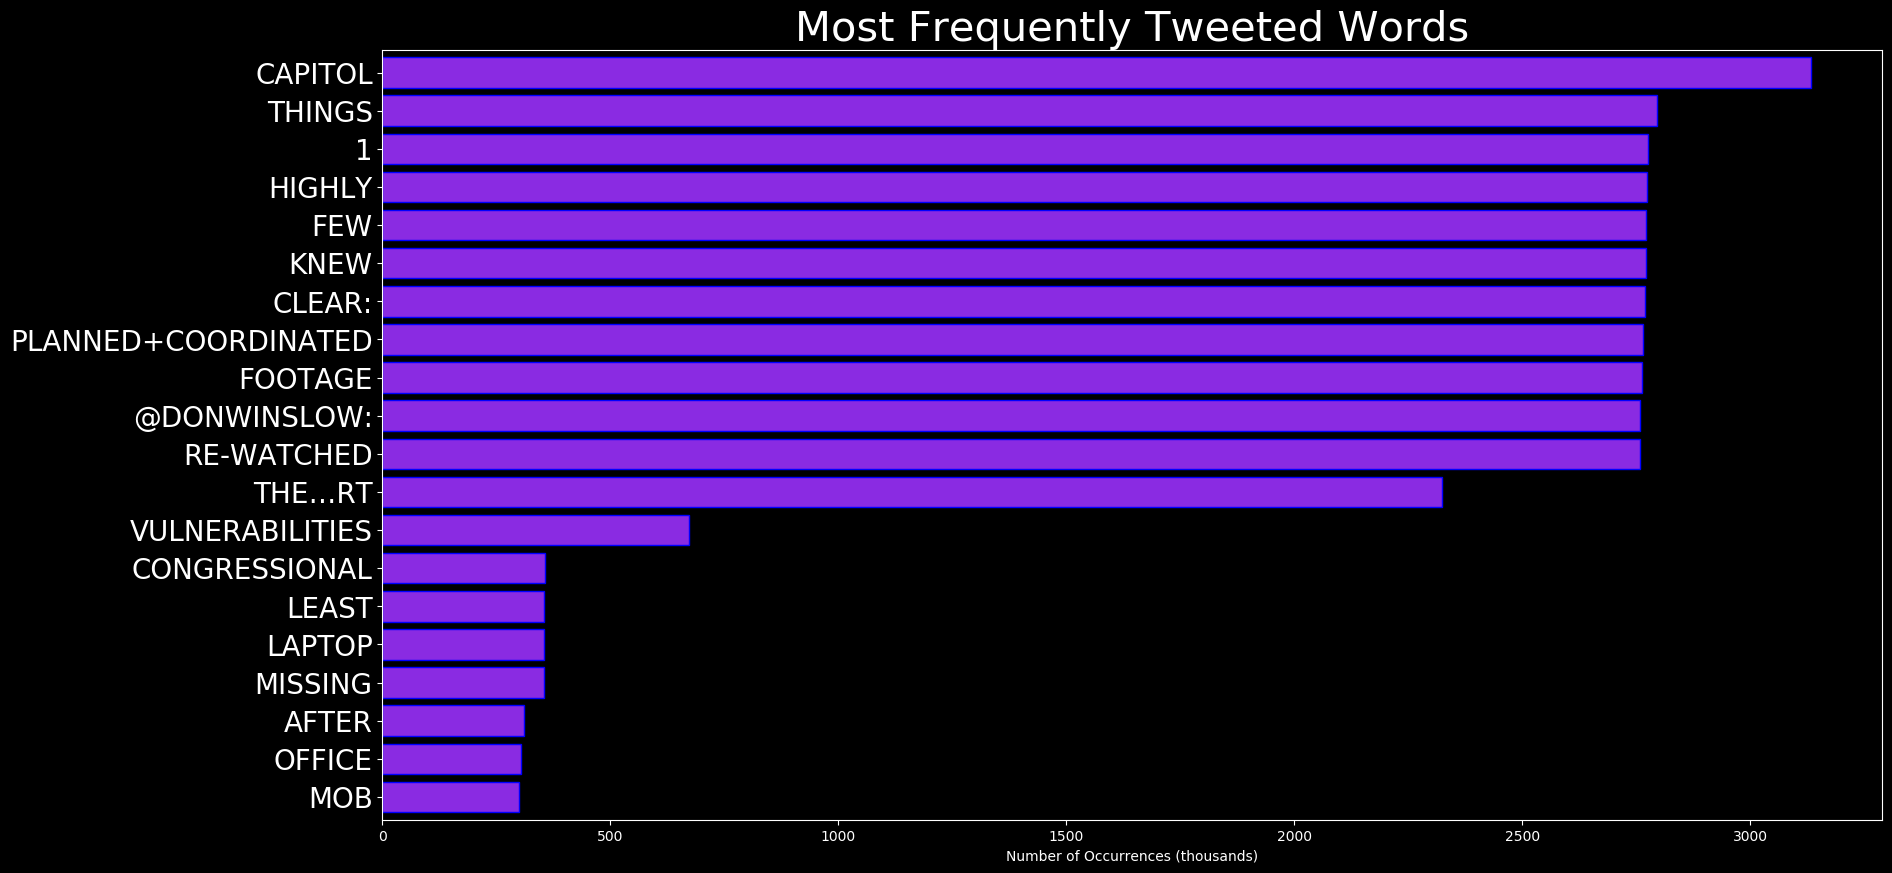 Most Frequently Tweeted Words
CAPITOL
THINGS
1
HIGHLY
FEW
KNEW
CLEAR:
PLANNED+COORDINATED
FOOTAGE
@DONWINSLOW:
RE-WATCHED
THE…RT
VULNERABILITIES
CONGRESSIONAL
LEAST
LAPTOP
MISSING
AFTER
OFFICE
MOB
0 500 1000 1500 2000 2500 3000
Number of Occurrences (thousands)